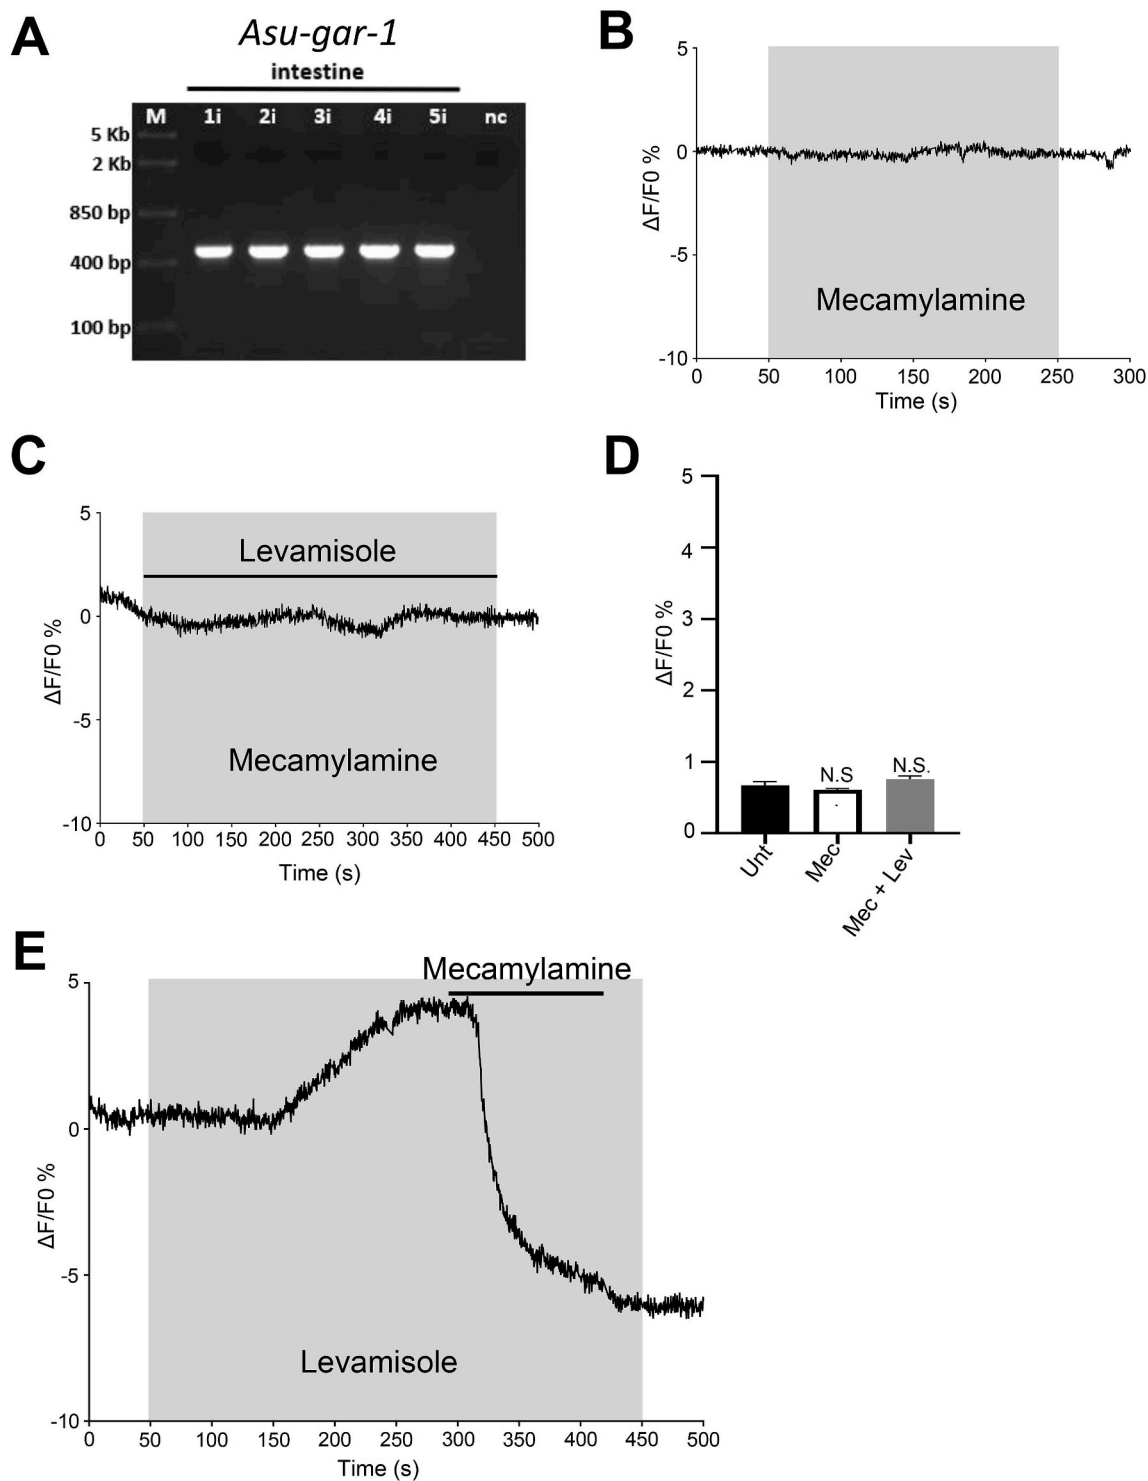 A
Asu-gar-1
intestine
M 1i 2i 3i 4i 5i nc
5 Kb
2 Kb
850 bp
400 bp
100 bp
B
5
0
-5
-10
ΔF/F0 %
Mecamylamine
0 50 100 150 200 250 300
Time (s)
C
5
0
-5
-10
ΔF/F0 %
Levamisole
Mecamylamine
0 50 100 150 200 250 300 350 400 450 500
Time (s)
D
5
4
3
2
1
0
ΔF/F0 %
N.S
N.S.
Unt
Mec
Mec + Lev
E
Mecamylamine
5
0
-5
-10
ΔF/F0 %
Levamisole
0 50 100 150 200 250 300 350 400 450 500
Time (s)